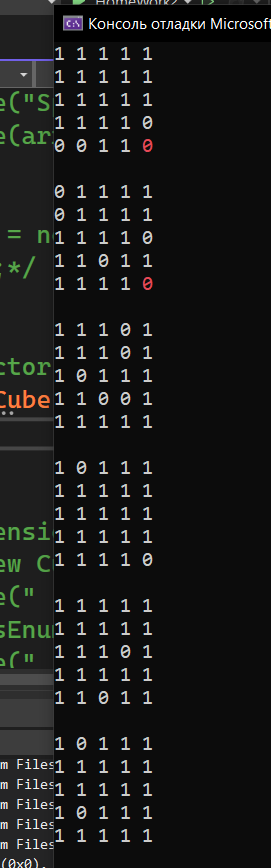 Homework2
Консоль отладки Microsoft
1 1 1 1 1
1 1 1 1 1
1 1 1 1 1
1 1 1 1 0
0 0 1 1 0
0 1 1 1 1
0 1 1 1 1
1 1 1 1 0
1 1 0 1 1
1 1 1 1 0
1 1 1 0 1
1 1 1 0 1
1 0 1 1 1
1 1 0 0 1
1 1 1 1 1
1 0 1 1 1
1 1 1 1 1
1 1 1 1 1
1 1 1 1 1
1 1 1 1 0
1 1 1 1 1
1 1 1 1 1
1 1 1 0 1
1 1 1 1 1
1 1 0 1 1
1 0 1 1 1
1 1 1 1 1
1 1 1 1 1
1 0 1 1 1
1 1 1 1 1
e("S
e(ar
= n
;*/
ctor
Cube
ensi
ew C
e("
sEnu
e("
m Files
m Files
m Files
m Files
m Files
(0x0).